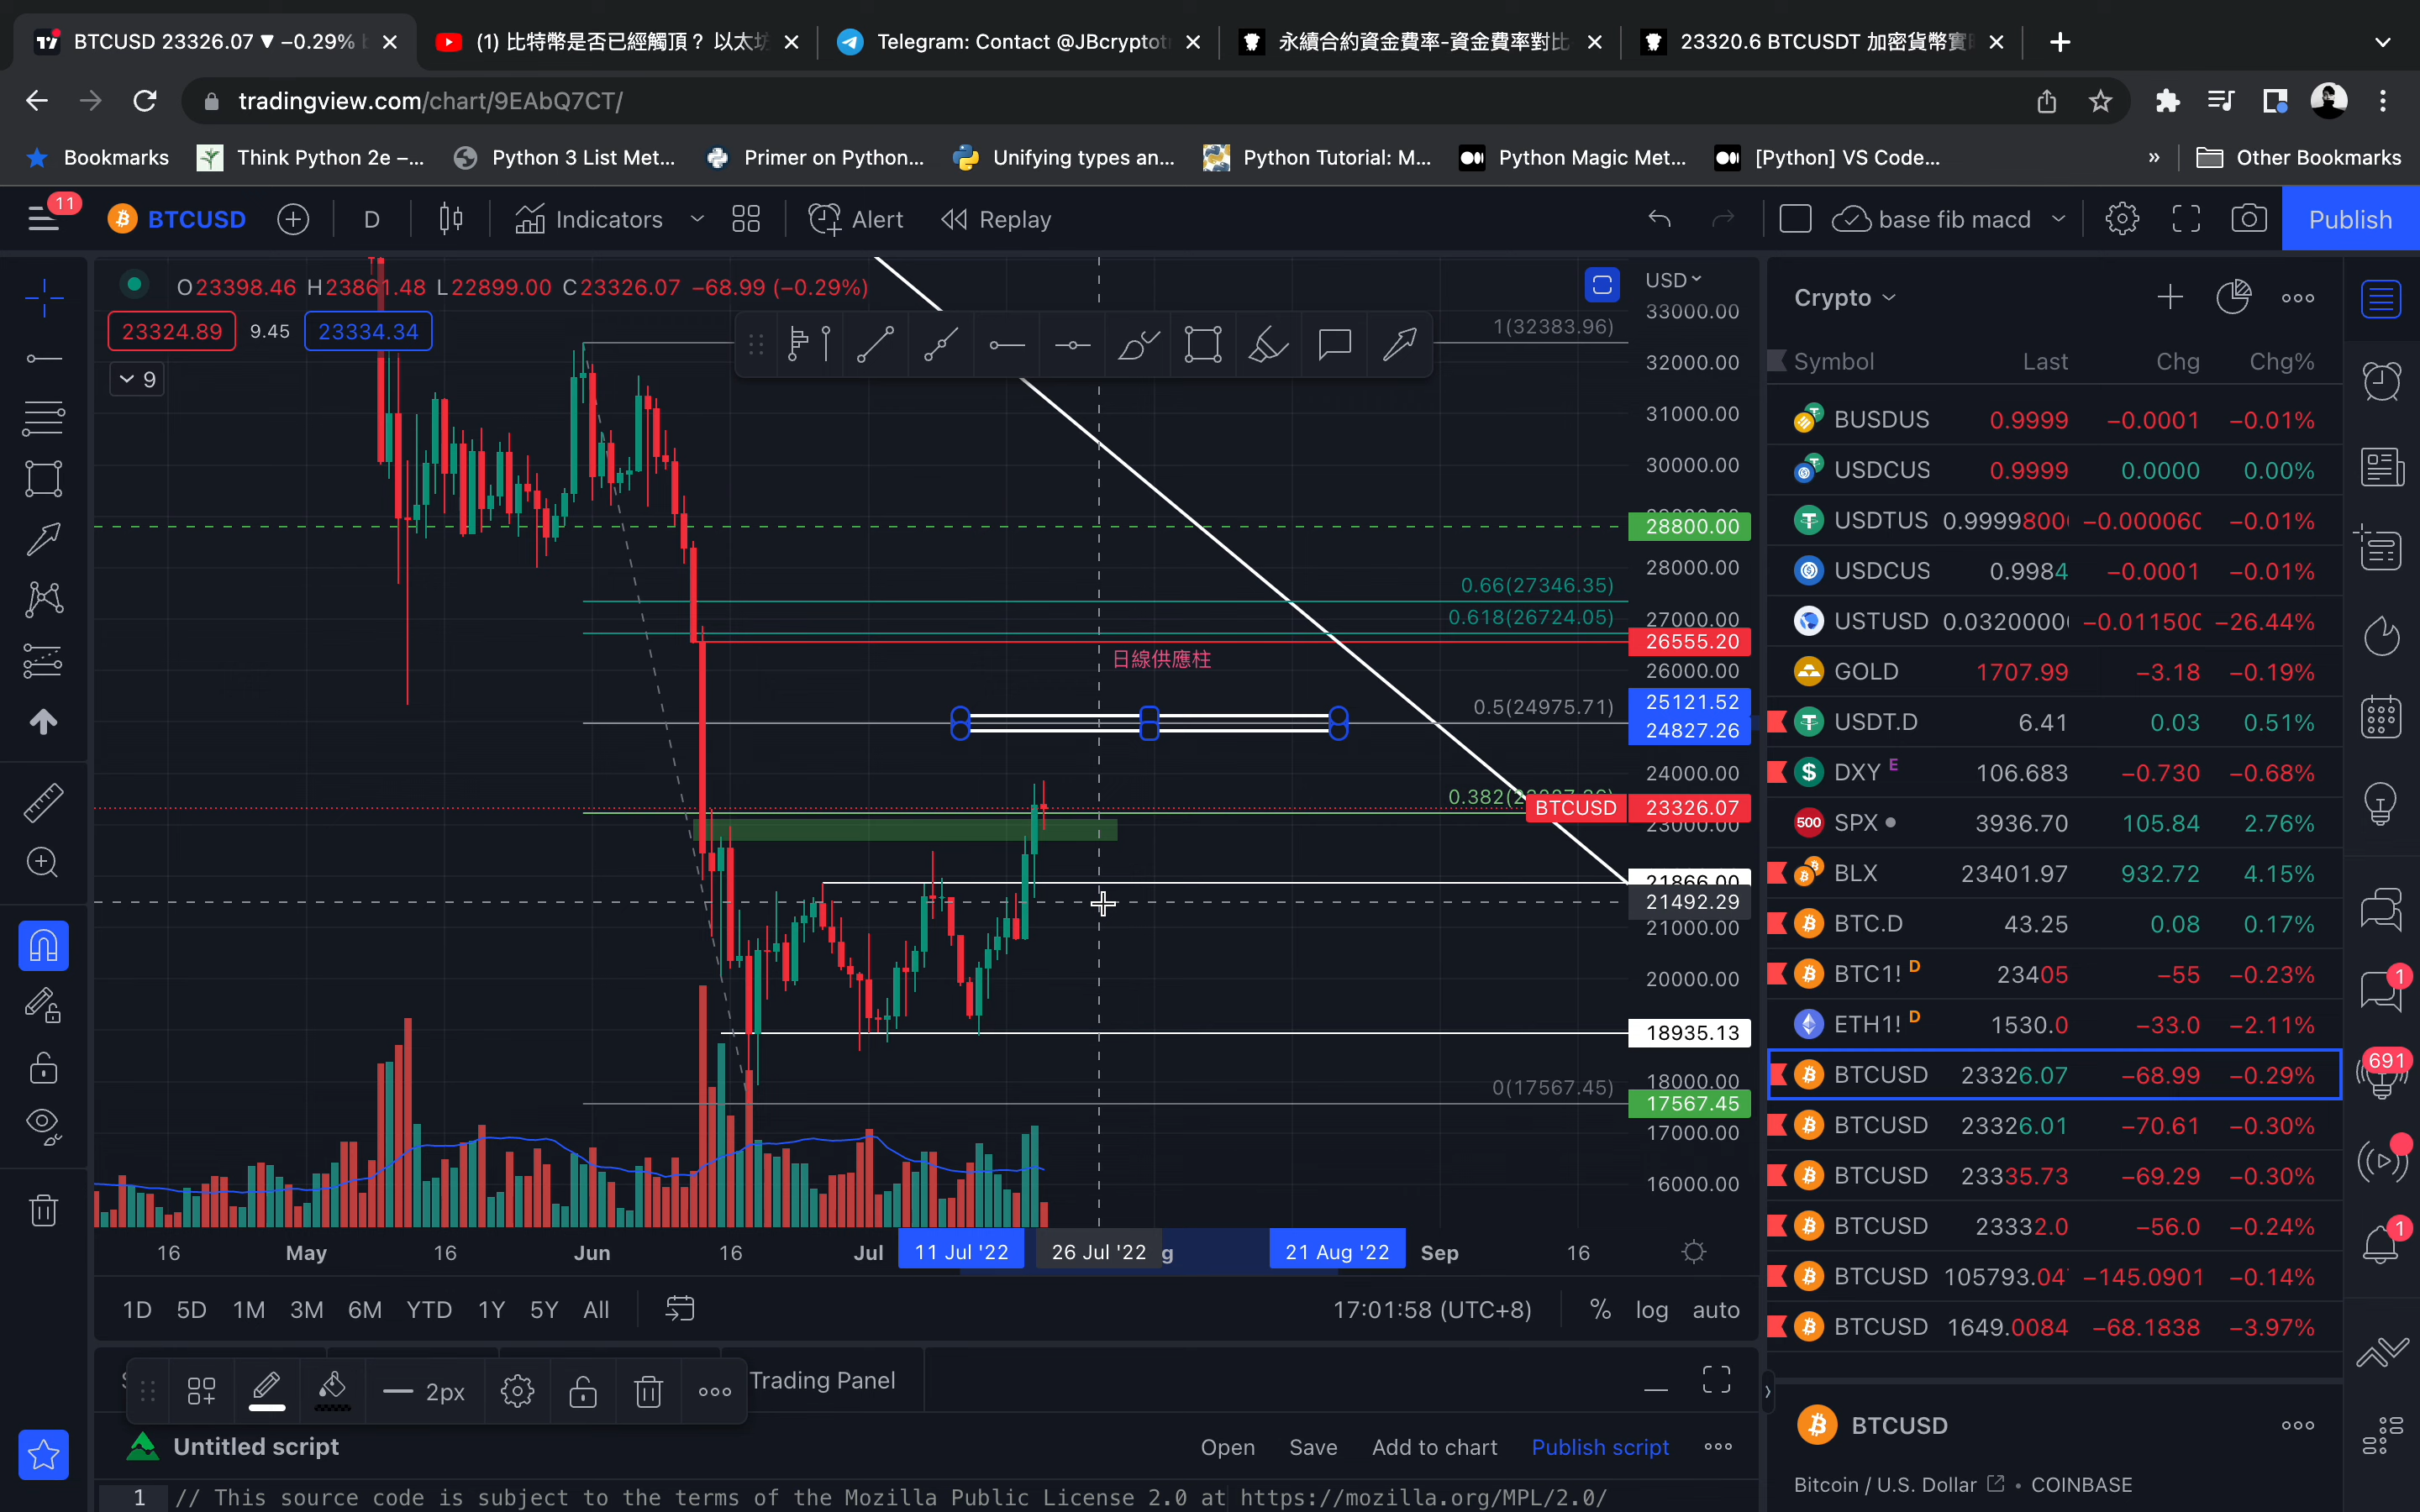 BTCUSD 23326.07 ▼ −0.29%
(1) 比特幣是否已經觸頂？ 以太坊
Telegram: Contact @JBcryptotr
永續合約資金費率-資金費率對比
23320.6 BTCUSDT 加密貨幣實時
tradingview.com/chart/9EAbQ7CT/
Bookmarks
Think Python 2e –...
Python 3 List Met...
Primer on Python...
Unifying types an...
Python Tutorial: M...
Python Magic Met...
[Python] VS Code...
»
Other Bookmarks
11
BTCUSD
D
Indicators
Alert
Replay
base fib macd
Publish
O23398.46 H23861.48 L22899.00 C23326.07 −68.99 (−0.29%)
23324.89
9.45
23334.34
9
USD
33000.00
1(32383.96)
32000.00
31000.00
30000.00
28800.00
28000.00
0.66(27346.35)
0.618(26724.05)
27000.00
26555.20
日線供應柱
26000.00
0.5(24975.71)
25121.52
24827.26
24000.00
BTCUSD
23326.07
23000.00
21866.00
21492.29
21000.00
20000.00
18935.13
0(17567.45)
18000.00
17567.45
17000.00
16000.00
16
May
16
Jun
16
Jul
11 Jul '22
26 Jul '22
21 Aug '22
Sep
16
1D 5D 1M 3M 6M YTD 1Y 5Y All
17:01:58 (UTC+8)
%
log
auto
2px
Trading Panel
Untitled script
Open
Save
Add to chart
Publish script
1 // This source code is subject to the terms of the Mozilla Public License 2.0 at https://mozilla.org/MPL/2.0/
Crypto
Symbol Last Chg Chg%
BUSDUS 0.9999 −0.0001 −0.01%
USDCUS 0.9999 0.0000 0.00%
USDTUS 0.9999800 −0.000060 −0.01%
USDCUS 0.9984 −0.0001 −0.01%
USTUSD 0.0320000 −0.011500 −26.44%
GOLD 1707.99 −3.18 −0.19%
USDT.D 6.41 0.03 0.51%
DXY E 106.683 −0.730 −0.68%
500 SPX 3936.70 105.84 2.76%
BLX 23401.97 932.72 4.15%
BTC.D 43.25 0.08 0.17%
BTC1! D 23405 −55 −0.23%
ETH1! D 1530.0 −33.0 −2.11%
BTCUSD 23326.07 −68.99 −0.29%
BTCUSD 23326.01 −70.61 −0.30%
BTCUSD 23335.73 −69.29 −0.30%
BTCUSD 23332.0 −56.0 −0.24%
BTCUSD 105793.04 −145.0901 −0.14%
BTCUSD 1649.0084 −68.1838 −3.97%
BTCUSD
Bitcoin / U.S. Dollar • COINBASE
1
691
1